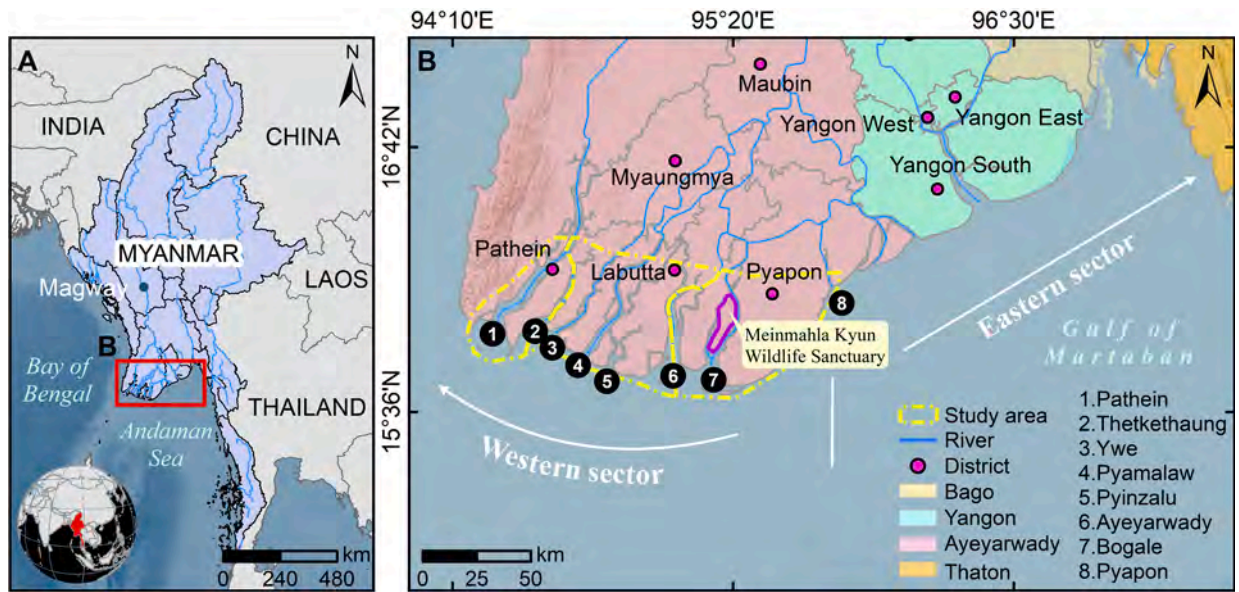 94°10'E
95°20'E
96°30'E
A
N
INDIA
CHINA
MYANMAR
Magway
LAOS
B
Bay of
Bengal
THAILAND
Andaman
Sea
km
0 240 480
16°42'N
15°36'N
B
N
Maubin
Yangon West
Yangon East
Myaungmya
Yangon South
Pathein
Labutta
Pyapon
1
2
3
4
5
6
7
8
Meinmahla Kyun
Wildlife Sanctuary
Eastern sector
Gulf of
Martaban
Western sector
km
0 25 50
Study area
River
District
Bago
Yangon
Ayeyarwady
Thaton
1.Pathein
2.Thetkethaung
3.Ywe
4.Pyamalaw
5.Pyinzalu
6.Ayeyarwady
7.Bogale
8.Pyapon